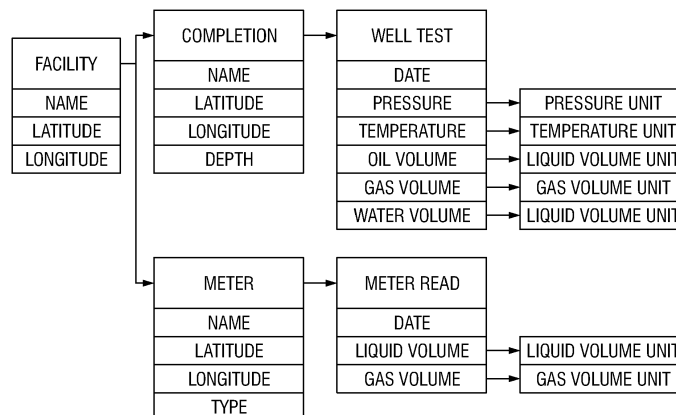 FACILITY
NAME
LATITUDE
LONGITUDE
COMPLETION
NAME
LATITUDE
LONGITUDE
DEPTH
WELL TEST
DATE
PRESSURE
TEMPERATURE
OIL VOLUME
GAS VOLUME
WATER VOLUME
PRESSURE UNIT
TEMPERATURE UNIT
LIQUID VOLUME UNIT
GAS VOLUME UNIT
LIQUID VOLUME UNIT
METER
NAME
LATITUDE
LONGITUDE
TYPE
METER READ
DATE
LIQUID VOLUME
GAS VOLUME
LIQUID VOLUME UNIT
GAS VOLUME UNIT